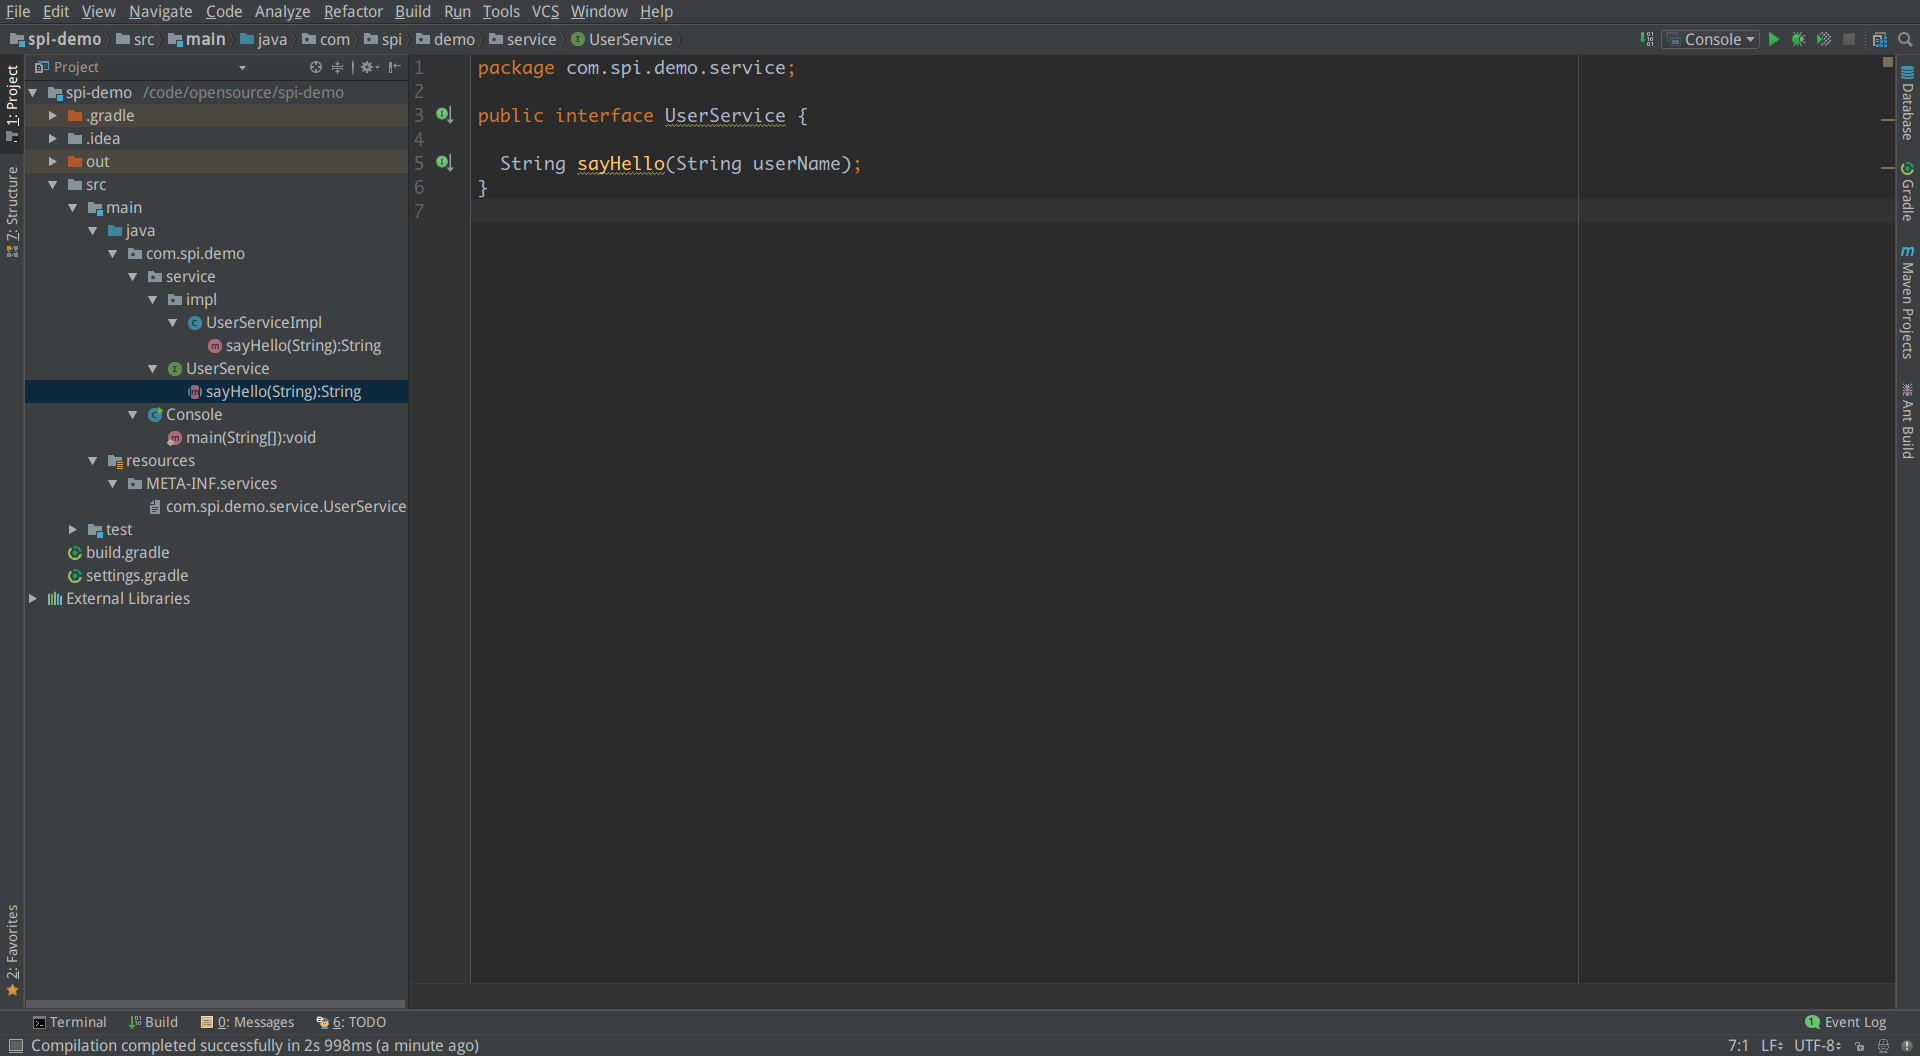 File Edit View Navigate Code Analyze Refactor Build Run Tools VCS Window Help
spi-demo src main java com spi demo service UserService Console
1: Project
7: Structure
2: Favorites
Project
spi-demo /code/opensource/spi-demo
.gradle
.idea
out
src
main
java
com.spi.demo
service
impl
UserServiceImpl
sayHello(String):String
UserService
sayHello(String):String
Console
main(String[]):void
resources
META-INF.services
com.spi.demo.service.UserService
test
build.gradle
settings.gradle
External Libraries
1 package com.spi.demo.service;
2
3 public interface UserService {
4
5 String sayHello(String userName);
6 }
7
Database
Gradle
Maven Projects
Ant Build
Terminal Build 0: Messages 6: TODO 1 Event Log
Compilation completed successfully in 2s 998ms (a minute ago) 7:1 LF UTF-8